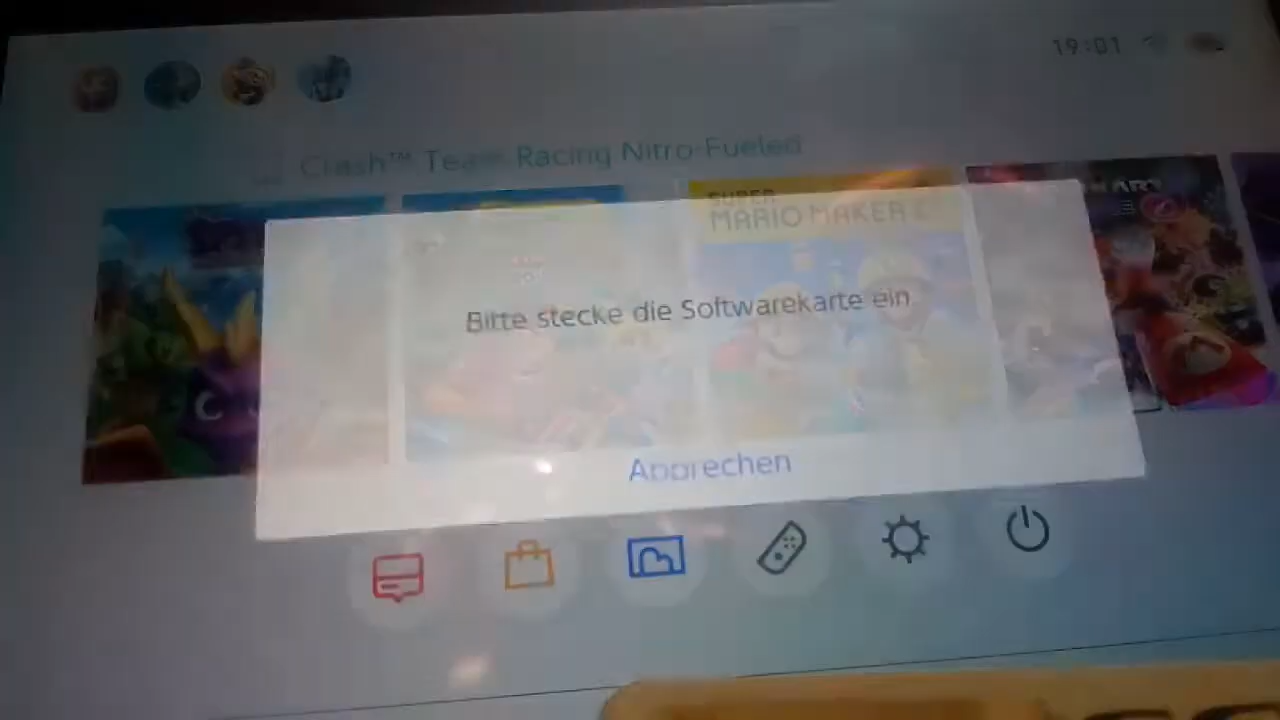 19:01
Crash™ Team Racing Nitro-Fueled
SUPER
MARIO MAKER 2
Bitte stecke die Softwarekarte ein
Abbrechen